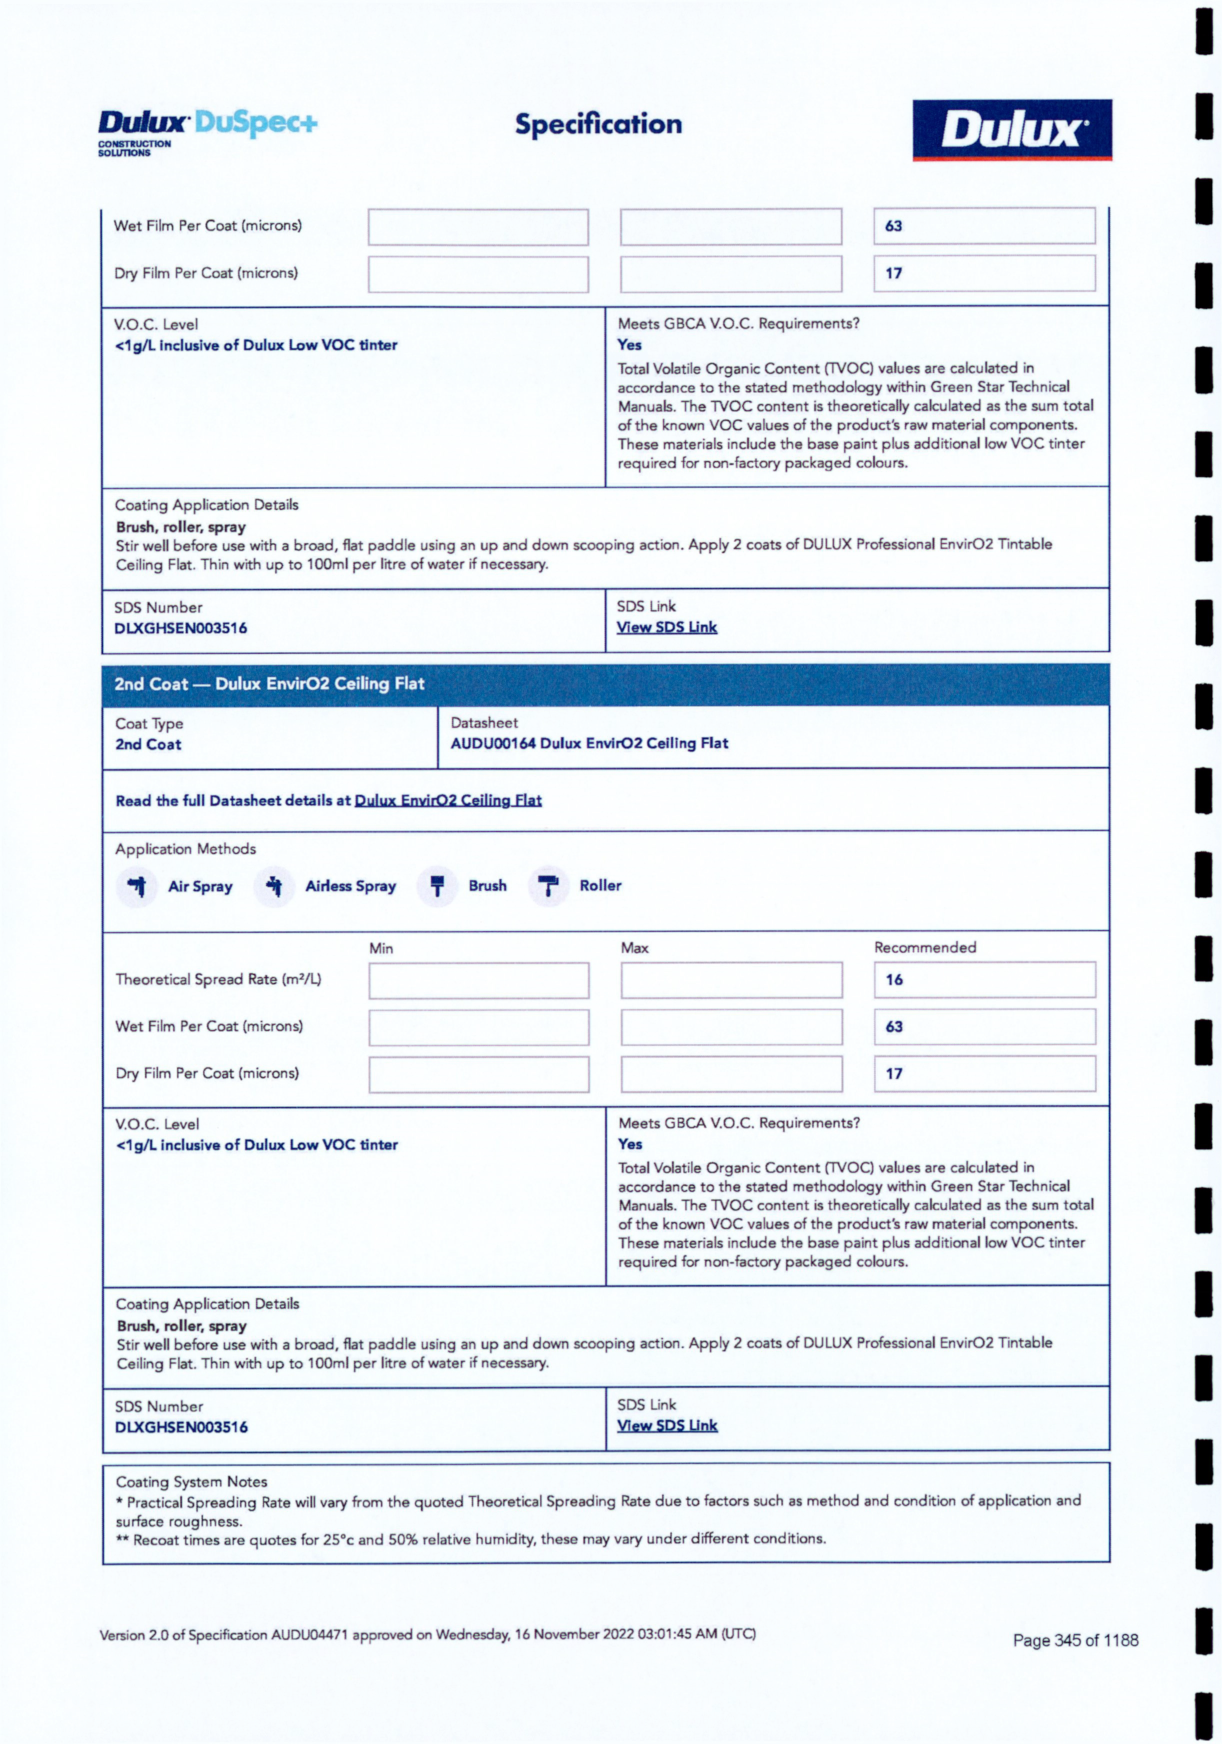 Dulux DuSpec+
CONSTRUCTION
SOLUTIONS
Specification
Dulux
Wet Film Per Coat (microns) 63
Dry Film Per Coat (microns) 17
V.O.C. Level
<1g/L inclusive of Dulux Low VOC tinter
Meets GBCA V.O.C. Requirements?
Yes
Total Volatile Organic Content (TVOC) values are calculated in
accordance to the stated methodology within Green Star Technical
Manuals. The TVOC content is theoretically calculated as the sum total
of the known VOC values of the product's raw material components.
These materials include the base paint plus additional low VOC tinter
required for non-factory packaged colours.
Coating Application Details
Brush, roller, spray
Stir well before use with a broad, flat paddle using an up and down scooping action. Apply 2 coats of DULUX Professional EnvirO2 Tintable
Ceiling Flat. Thin with up to 100ml per litre of water if necessary.
SDS Number
DLXGHSEN003516
SDS Link
View SDS Link
2nd Coat — Dulux EnvirO2 Ceiling Flat
Coat Type
2nd Coat
Datasheet
AUDU00164 Dulux EnvirO2 Ceiling Flat
Read the full Datasheet details at Dulux EnvirO2 Ceiling Flat
Application Methods
Air Spray Airless Spray Brush Roller
Min Max Recommended
Theoretical Spread Rate (m²/L) 16
Wet Film Per Coat (microns) 63
Dry Film Per Coat (microns) 17
V.O.C. Level
<1g/L inclusive of Dulux Low VOC tinter
Meets GBCA V.O.C. Requirements?
Yes
Total Volatile Organic Content (TVOC) values are calculated in
accordance to the stated methodology within Green Star Technical
Manuals. The TVOC content is theoretically calculated as the sum total
of the known VOC values of the product's raw material components.
These materials include the base paint plus additional low VOC tinter
required for non-factory packaged colours.
Coating Application Details
Brush, roller, spray
Stir well before use with a broad, flat paddle using an up and down scooping action. Apply 2 coats of DULUX Professional EnvirO2 Tintable
Ceiling Flat. Thin with up to 100ml per litre of water if necessary.
SDS Number
DLXGHSEN003516
SDS Link
View SDS Link
Coating System Notes
* Practical Spreading Rate will vary from the quoted Theoretical Spreading Rate due to factors such as method and condition of application and
surface roughness.
** Recoat times are quotes for 25°c and 50% relative humidity, these may vary under different conditions.
Version 2.0 of Specification AUDU04471 approved on Wednesday, 16 November 2022 03:01:45 AM (UTC)
Page 345 of 1188